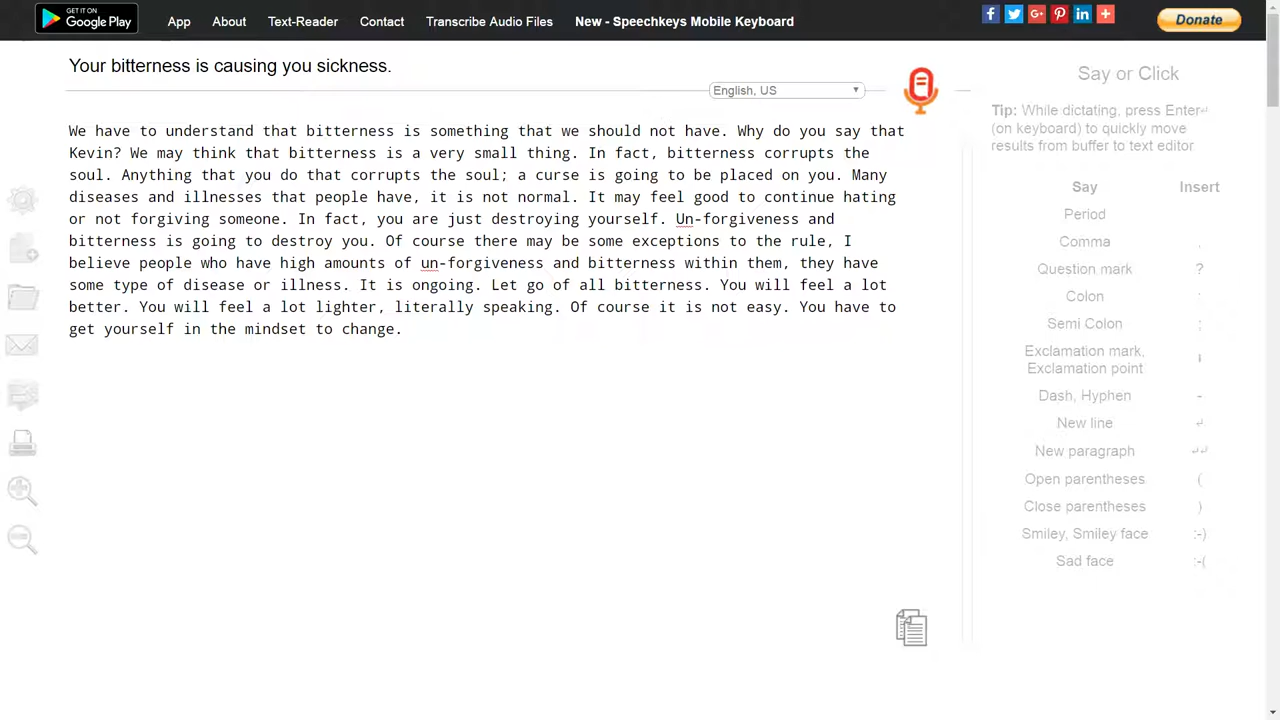 GET IT ON
Google Play
App
About
Text-Reader
Contact
Transcribe Audio Files
New - Speechkeys Mobile Keyboard
Donate
Your bitterness is causing you sickness.
English, US
We have to understand that bitterness is something that we should not have. Why do you say that
Kevin? We may think that bitterness is a very small thing. In fact, bitterness corrupts the
soul. Anything that you do that corrupts the soul; a curse is going to be placed on you. Many
diseases and illnesses that people have, it is not normal. It may feel good to continue hating
or not forgiving someone. In fact, you are just destroying yourself. Un-forgiveness and
bitterness is going to destroy you. Of course there may be some exceptions to the rule, I
believe people who have high amounts of un-forgiveness and bitterness within them, they have
some type of disease or illness. It is ongoing. Let go of all bitterness. You will feel a lot
better. You will feel a lot lighter, literally speaking. Of course it is not easy. You have to
get yourself in the mindset to change.
Say or Click
Tip: While dictating, press Enter↵
(on keyboard) to quickly move
results from buffer to text editor
Say Insert
Period .
Comma ,
Question mark ?
Colon :
Semi Colon ;
Exclamation mark,
Exclamation point !
Dash, Hyphen -
New line ↵
New paragraph ↵↵
Open parentheses (
Close parentheses )
Smiley, Smiley face :-)
Sad face :-(